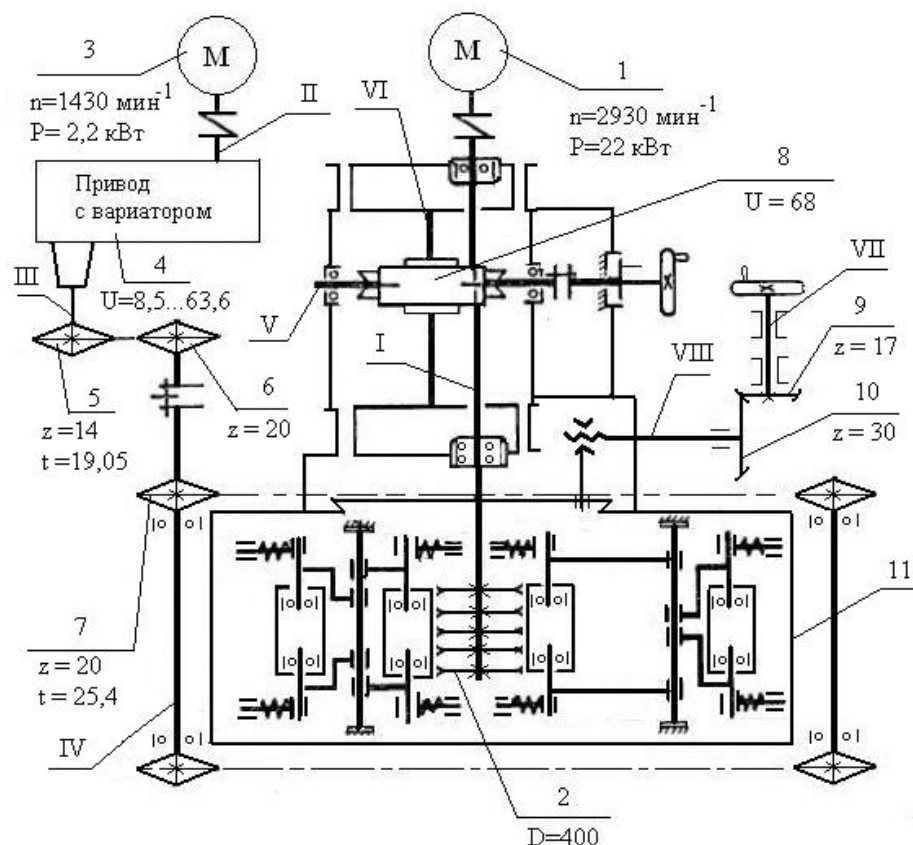 3
М
II
n=1430 мин⁻¹
P= 2,2 кВт
Привод
с вариатором
4
U=8,5...63,6
III
5
z =14
t =19,05
6
z= 20
VI
V
I
М
1
n=2930 мин⁻¹
P=22 кВт
8
U = 68
VII
9
z = 17
VIII
10
z = 30
7
z = 20
t = 25,4
IV
11
2
D=400